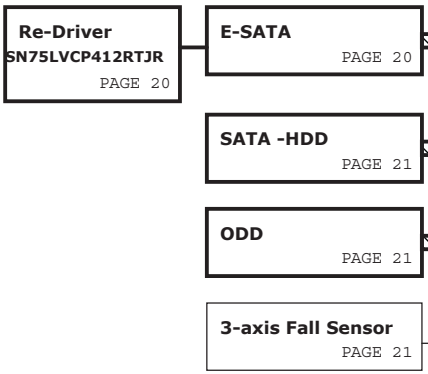 Re-Driver
SN75LVCP412RTJR
PAGE 20
E-SATA
PAGE 20
SATA -HDD
PAGE 21
ODD
PAGE 21
3-axis Fall Sensor
PAGE 21